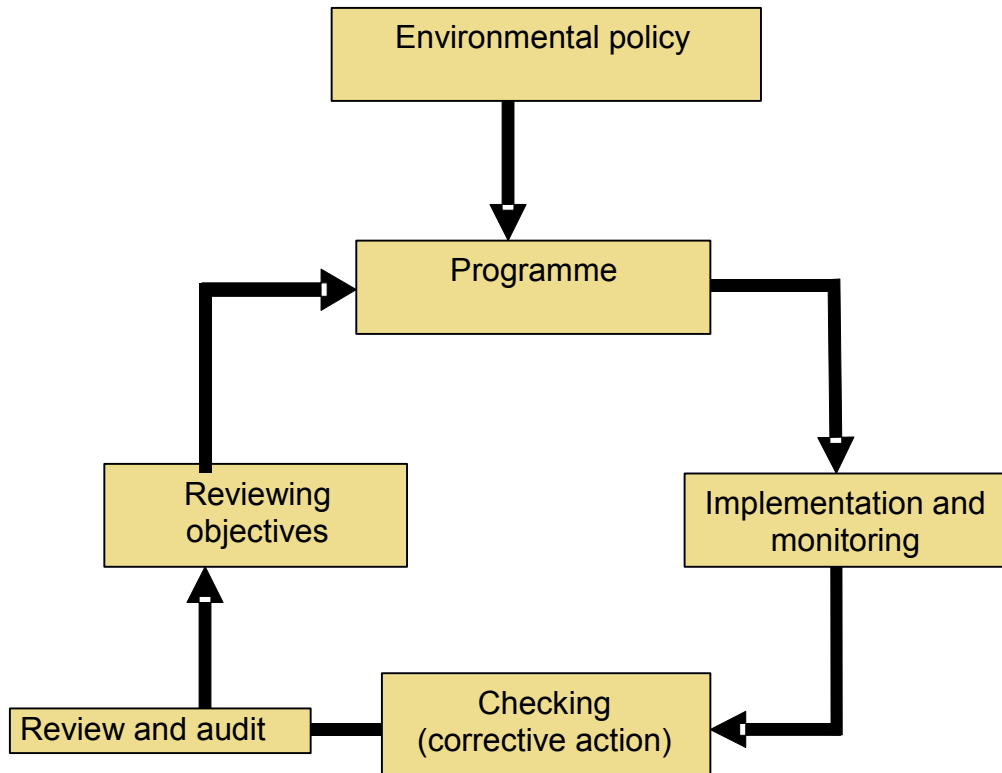 Environmental policy
Programme
Reviewing
objectives
Implementation and
monitoring
Checking
(corrective action)
Review and audit